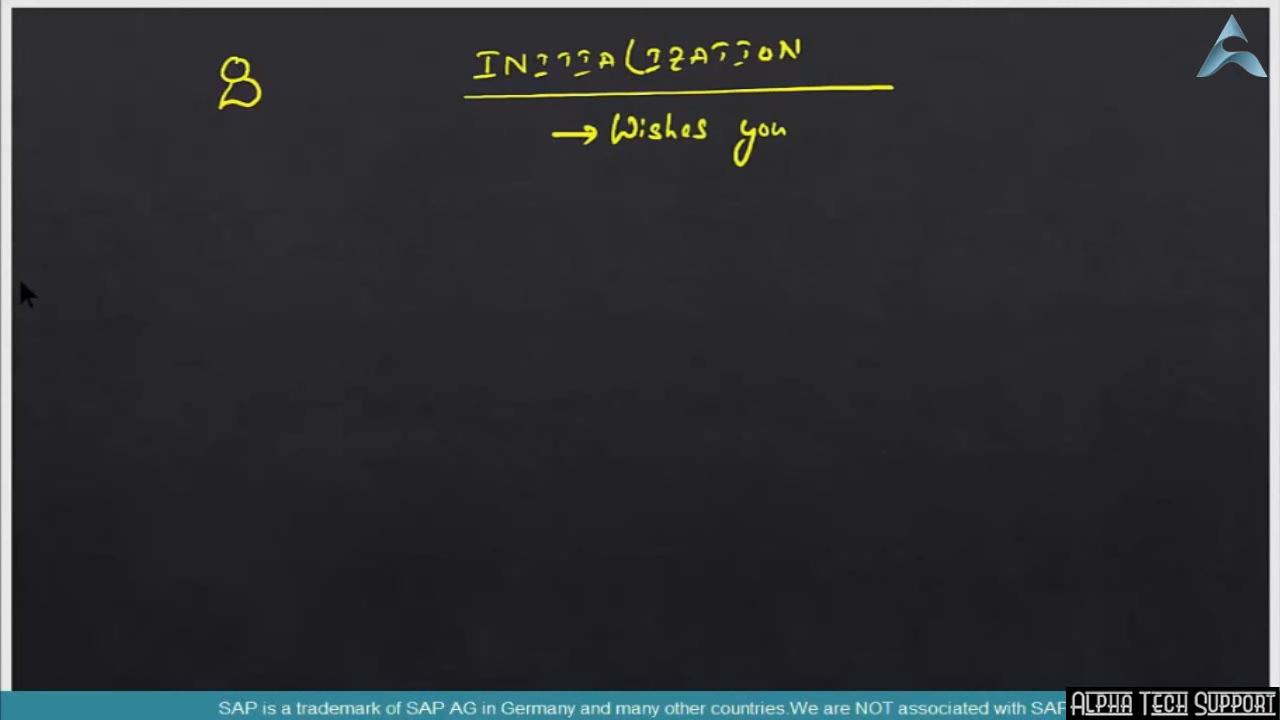 INITIALIZATION
→ Wishes you
SAP is a trademark of SAP AG in Germany and many other countries.We are NOT associated with SAP
ALPHA TECH SUPPORT